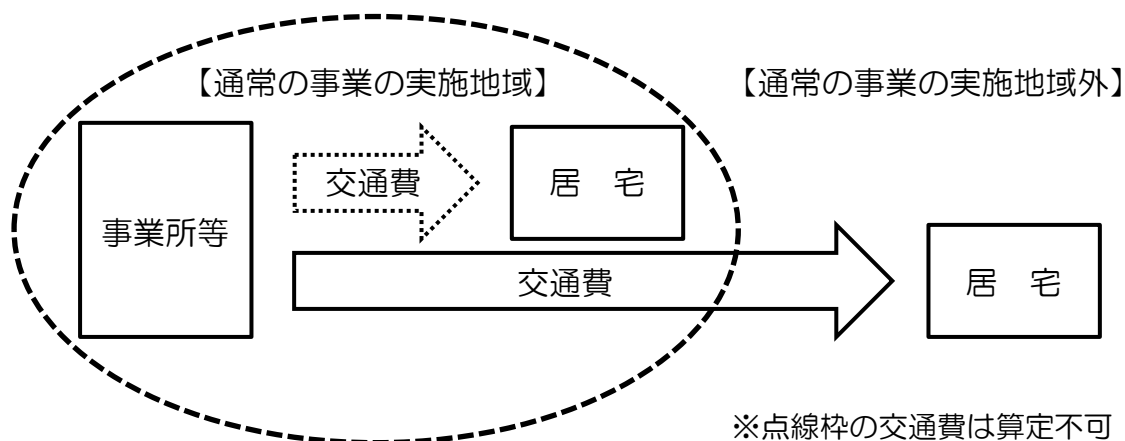 【通常の事業の実施地域】
【通常の事業の実施地域外】
交通費
居　宅
事業所等
交通費
居　宅
※点線枠の交通費は算定不可